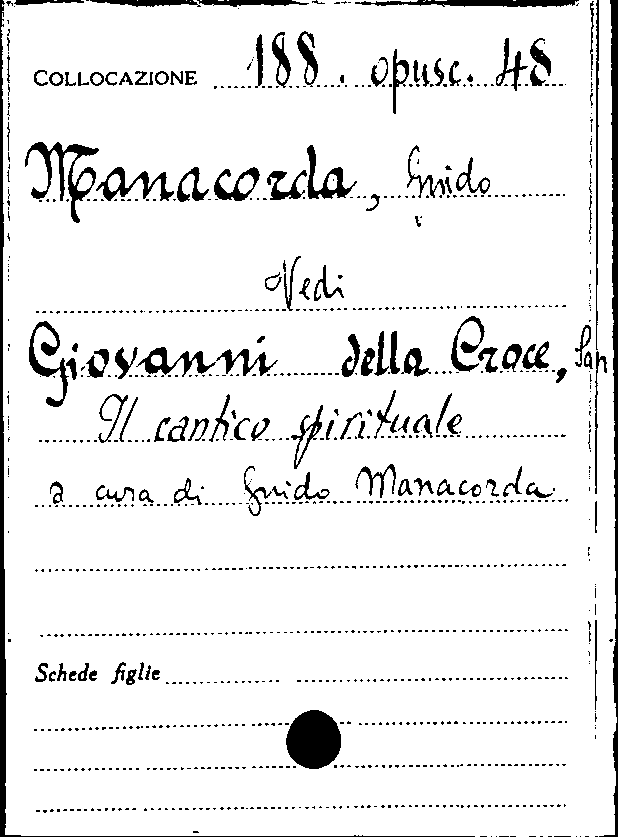 COLLOCAZIONE 188. opusc. 48
Manacorda, Guido
Vedi
Giovanni della Croce, San
Il cantico spirituale
a cura di Guido Manacorda
Schede figlie